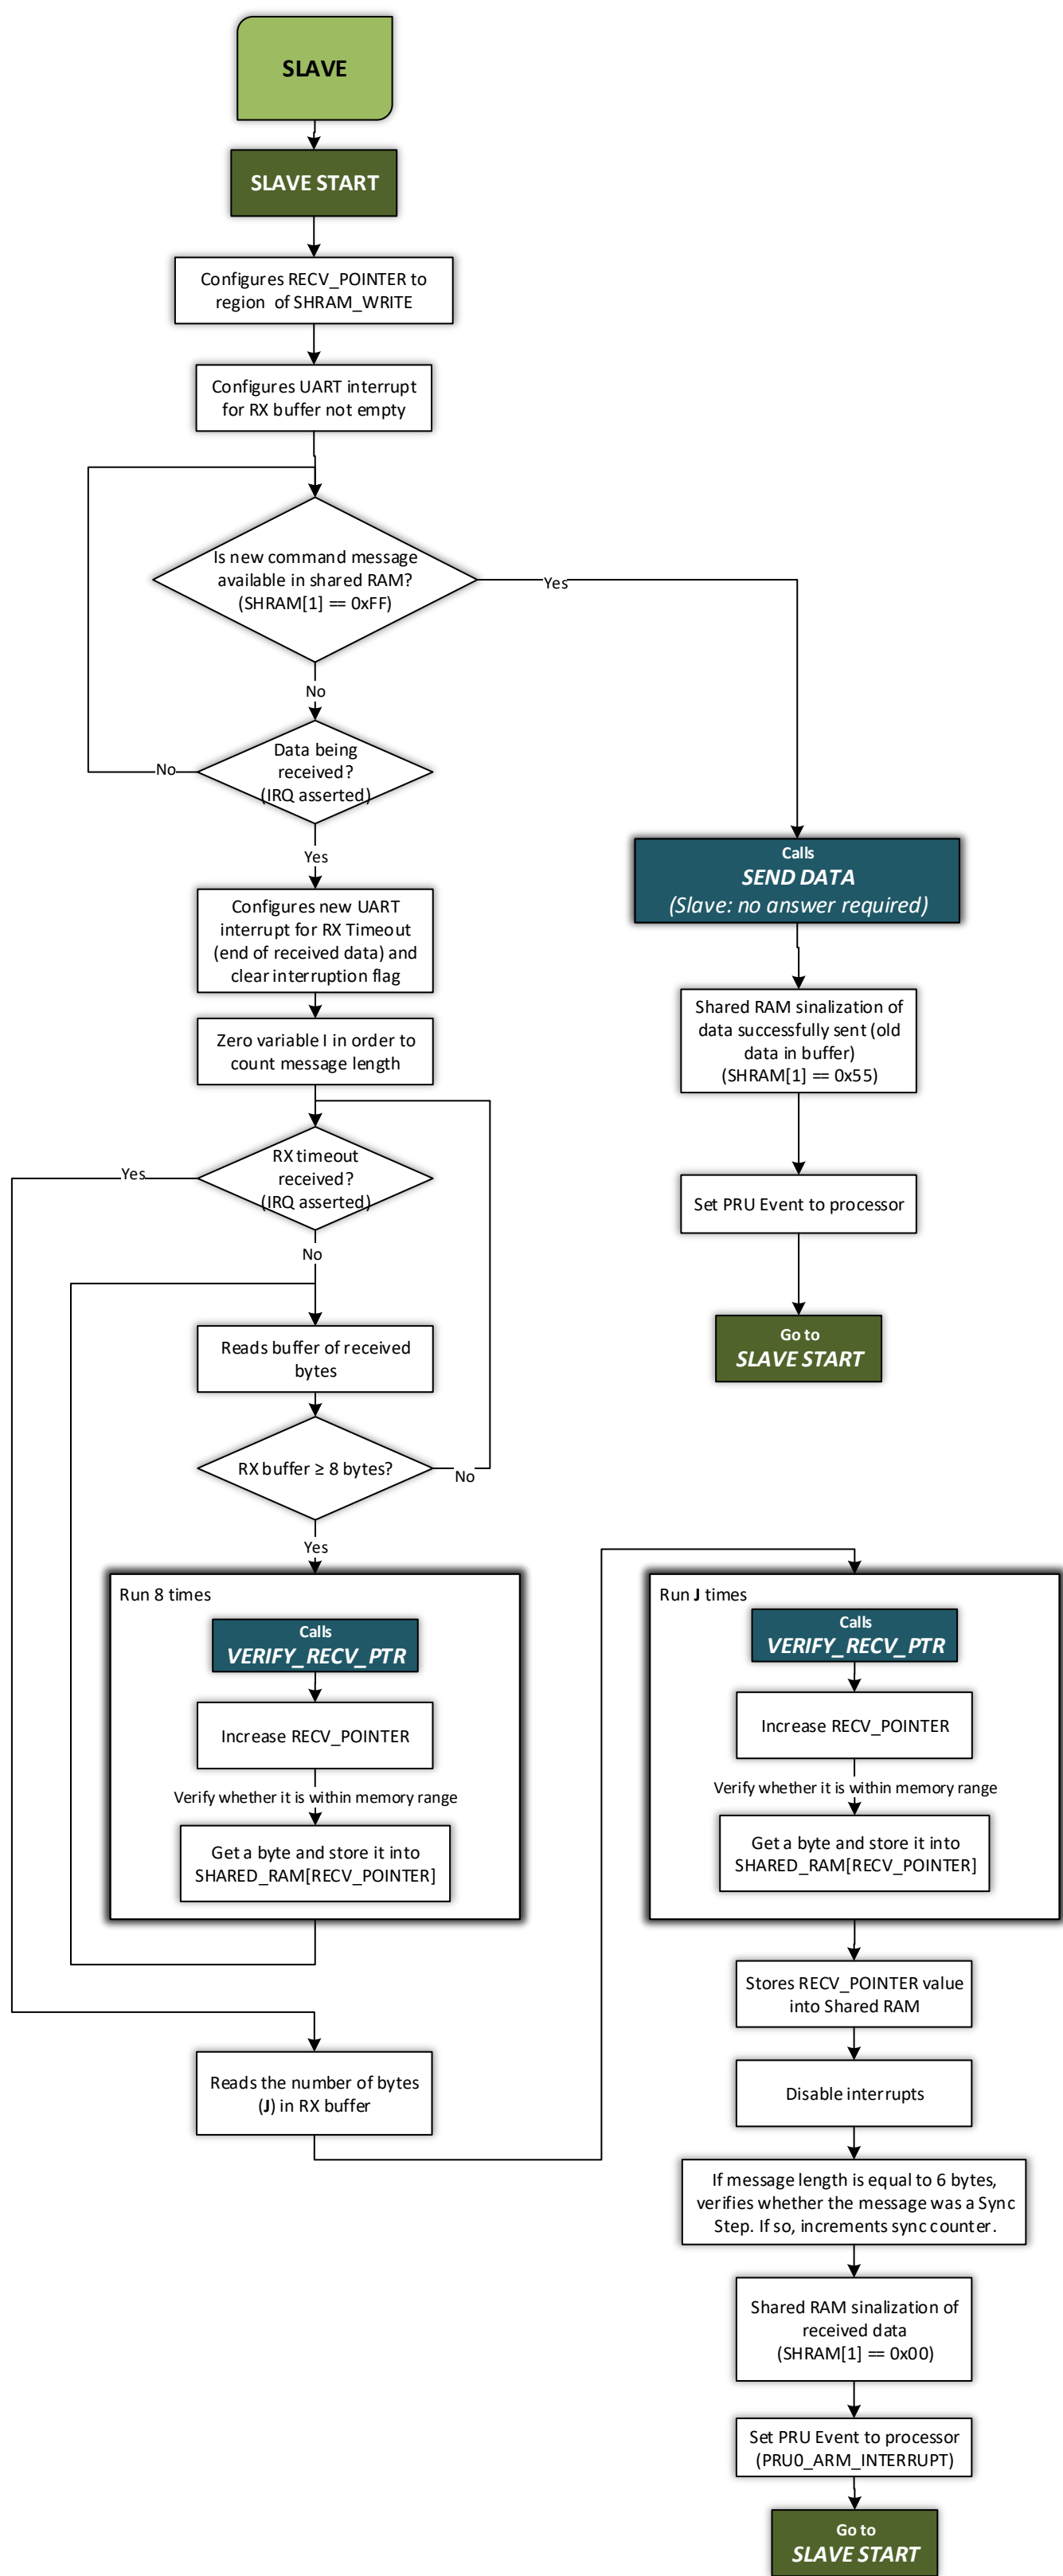 SLAVE
SLAVE START
Configures RECV_POINTER to
region of SHRAM_WRITE
Configures UART interrupt
for RX buffer not empty
Is new command message
available in shared RAM?
(SHRAM[1] == 0xFF)
Yes
No
Data being
received?
(IRQ asserted)
No
Yes
Configures new UART
interrupt for RX Timeout
(end of received data) and
clear interruption flag
Zero variable I in order to
count message length
RX timeout
received?
(IRQ asserted)
Yes
No
Reads buffer of received
bytes
RX buffer ≥ 8 bytes?
No
Yes
Run 8 times
Calls
VERIFY_RECV_PTR
Increase RECV_POINTER
Verify whether it is within memory range
Get a byte and store it into
SHARED_RAM[RECV_POINTER]
Reads the number of bytes
(J) in RX buffer
Calls
SEND DATA
(Slave: no answer required)
Shared RAM sinalization of
data successfully sent (old
data in buffer)
(SHRAM[1] == 0x55)
Set PRU Event to processor
Go to
SLAVE START
Run J times
Calls
VERIFY_RECV_PTR
Increase RECV_POINTER
Verify whether it is within memory range
Get a byte and store it into
SHARED_RAM[RECV_POINTER]
Stores RECV_POINTER value
into Shared RAM
Disable interrupts
If message length is equal to 6 bytes,
verifies whether the message was a Sync
Step. If so, increments sync counter.
Shared RAM sinalization of
received data
(SHRAM[1] == 0x00)
Set PRU Event to processor
(PRU0_ARM_INTERRUPT)
Go to
SLAVE START